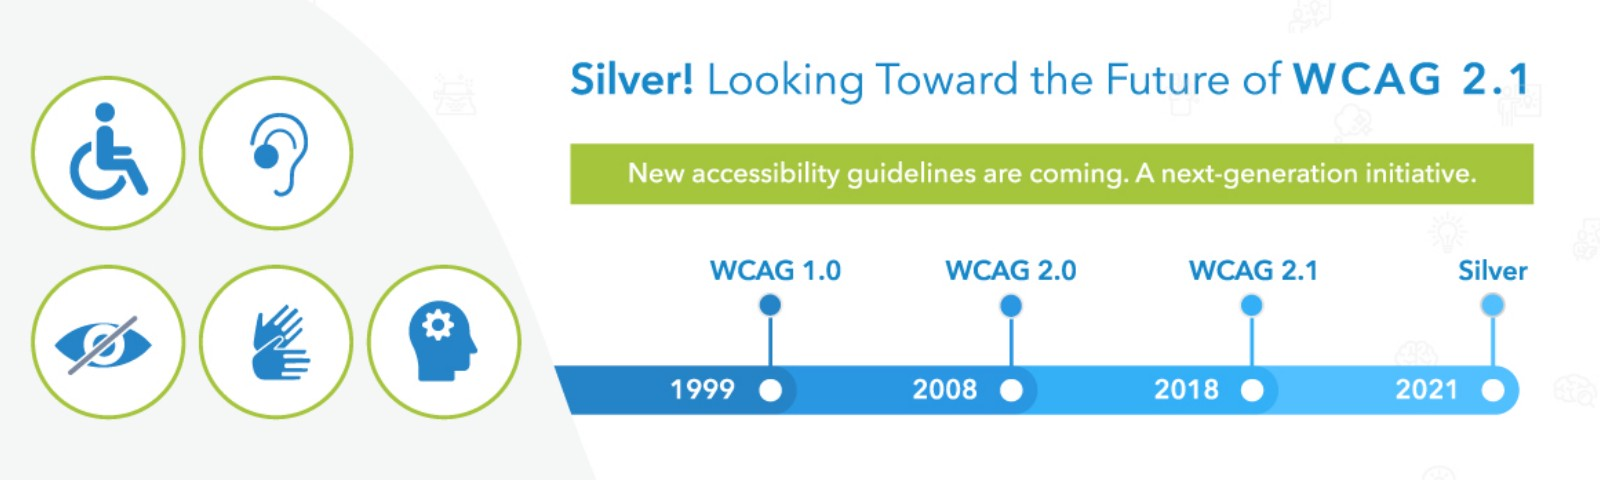 Silver! Looking Toward the Future of WCAG 2.1
New accessibility guidelines are coming. A next-generation initiative.
WCAG 1.0 WCAG 2.0 WCAG 2.1 Silver
1999 2008 2018 2021